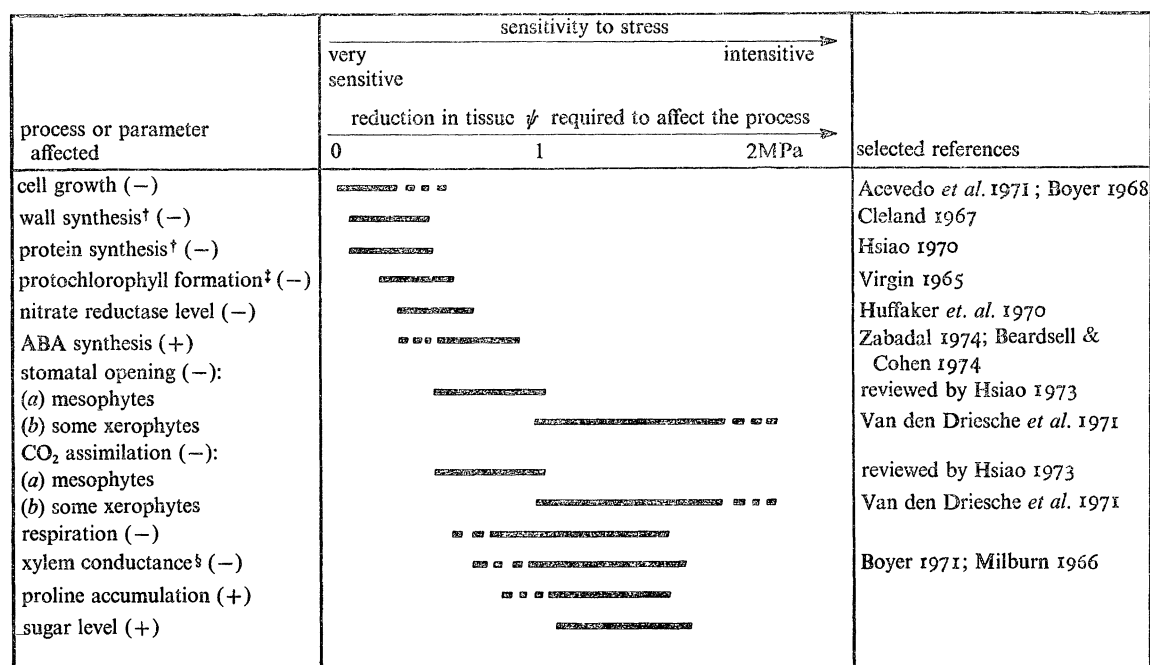 sensitivity to stress
very sensitive
intensitive
process or parameter affected
reduction in tissue ψ required to affect the process
0 1 2MPa
selected references
cell growth (−) Acevedo et al. 1971; Boyer 1968
wall synthesis† (−) Cleland 1967
protein synthesis† (−) Hsiao 1970
protochlorophyll formation‡ (−) Virgin 1965
nitrate reductase level (−) Huffaker et. al. 1970
ABA synthesis (+) Zabadal 1974; Beardsell &
Cohen 1974
stomatal opening (−):
(a) mesophytes reviewed by Hsiao 1973
(b) some xerophytes Van den Driesche et al. 1971
CO₂ assimilation (−):
(a) mesophytes reviewed by Hsiao 1973
(b) some xerophytes Van den Driesche et al. 1971
respiration (−)
xylem conductance§ (−) Boyer 1971; Milburn 1966
proline accumulation (+)
sugar level (+)